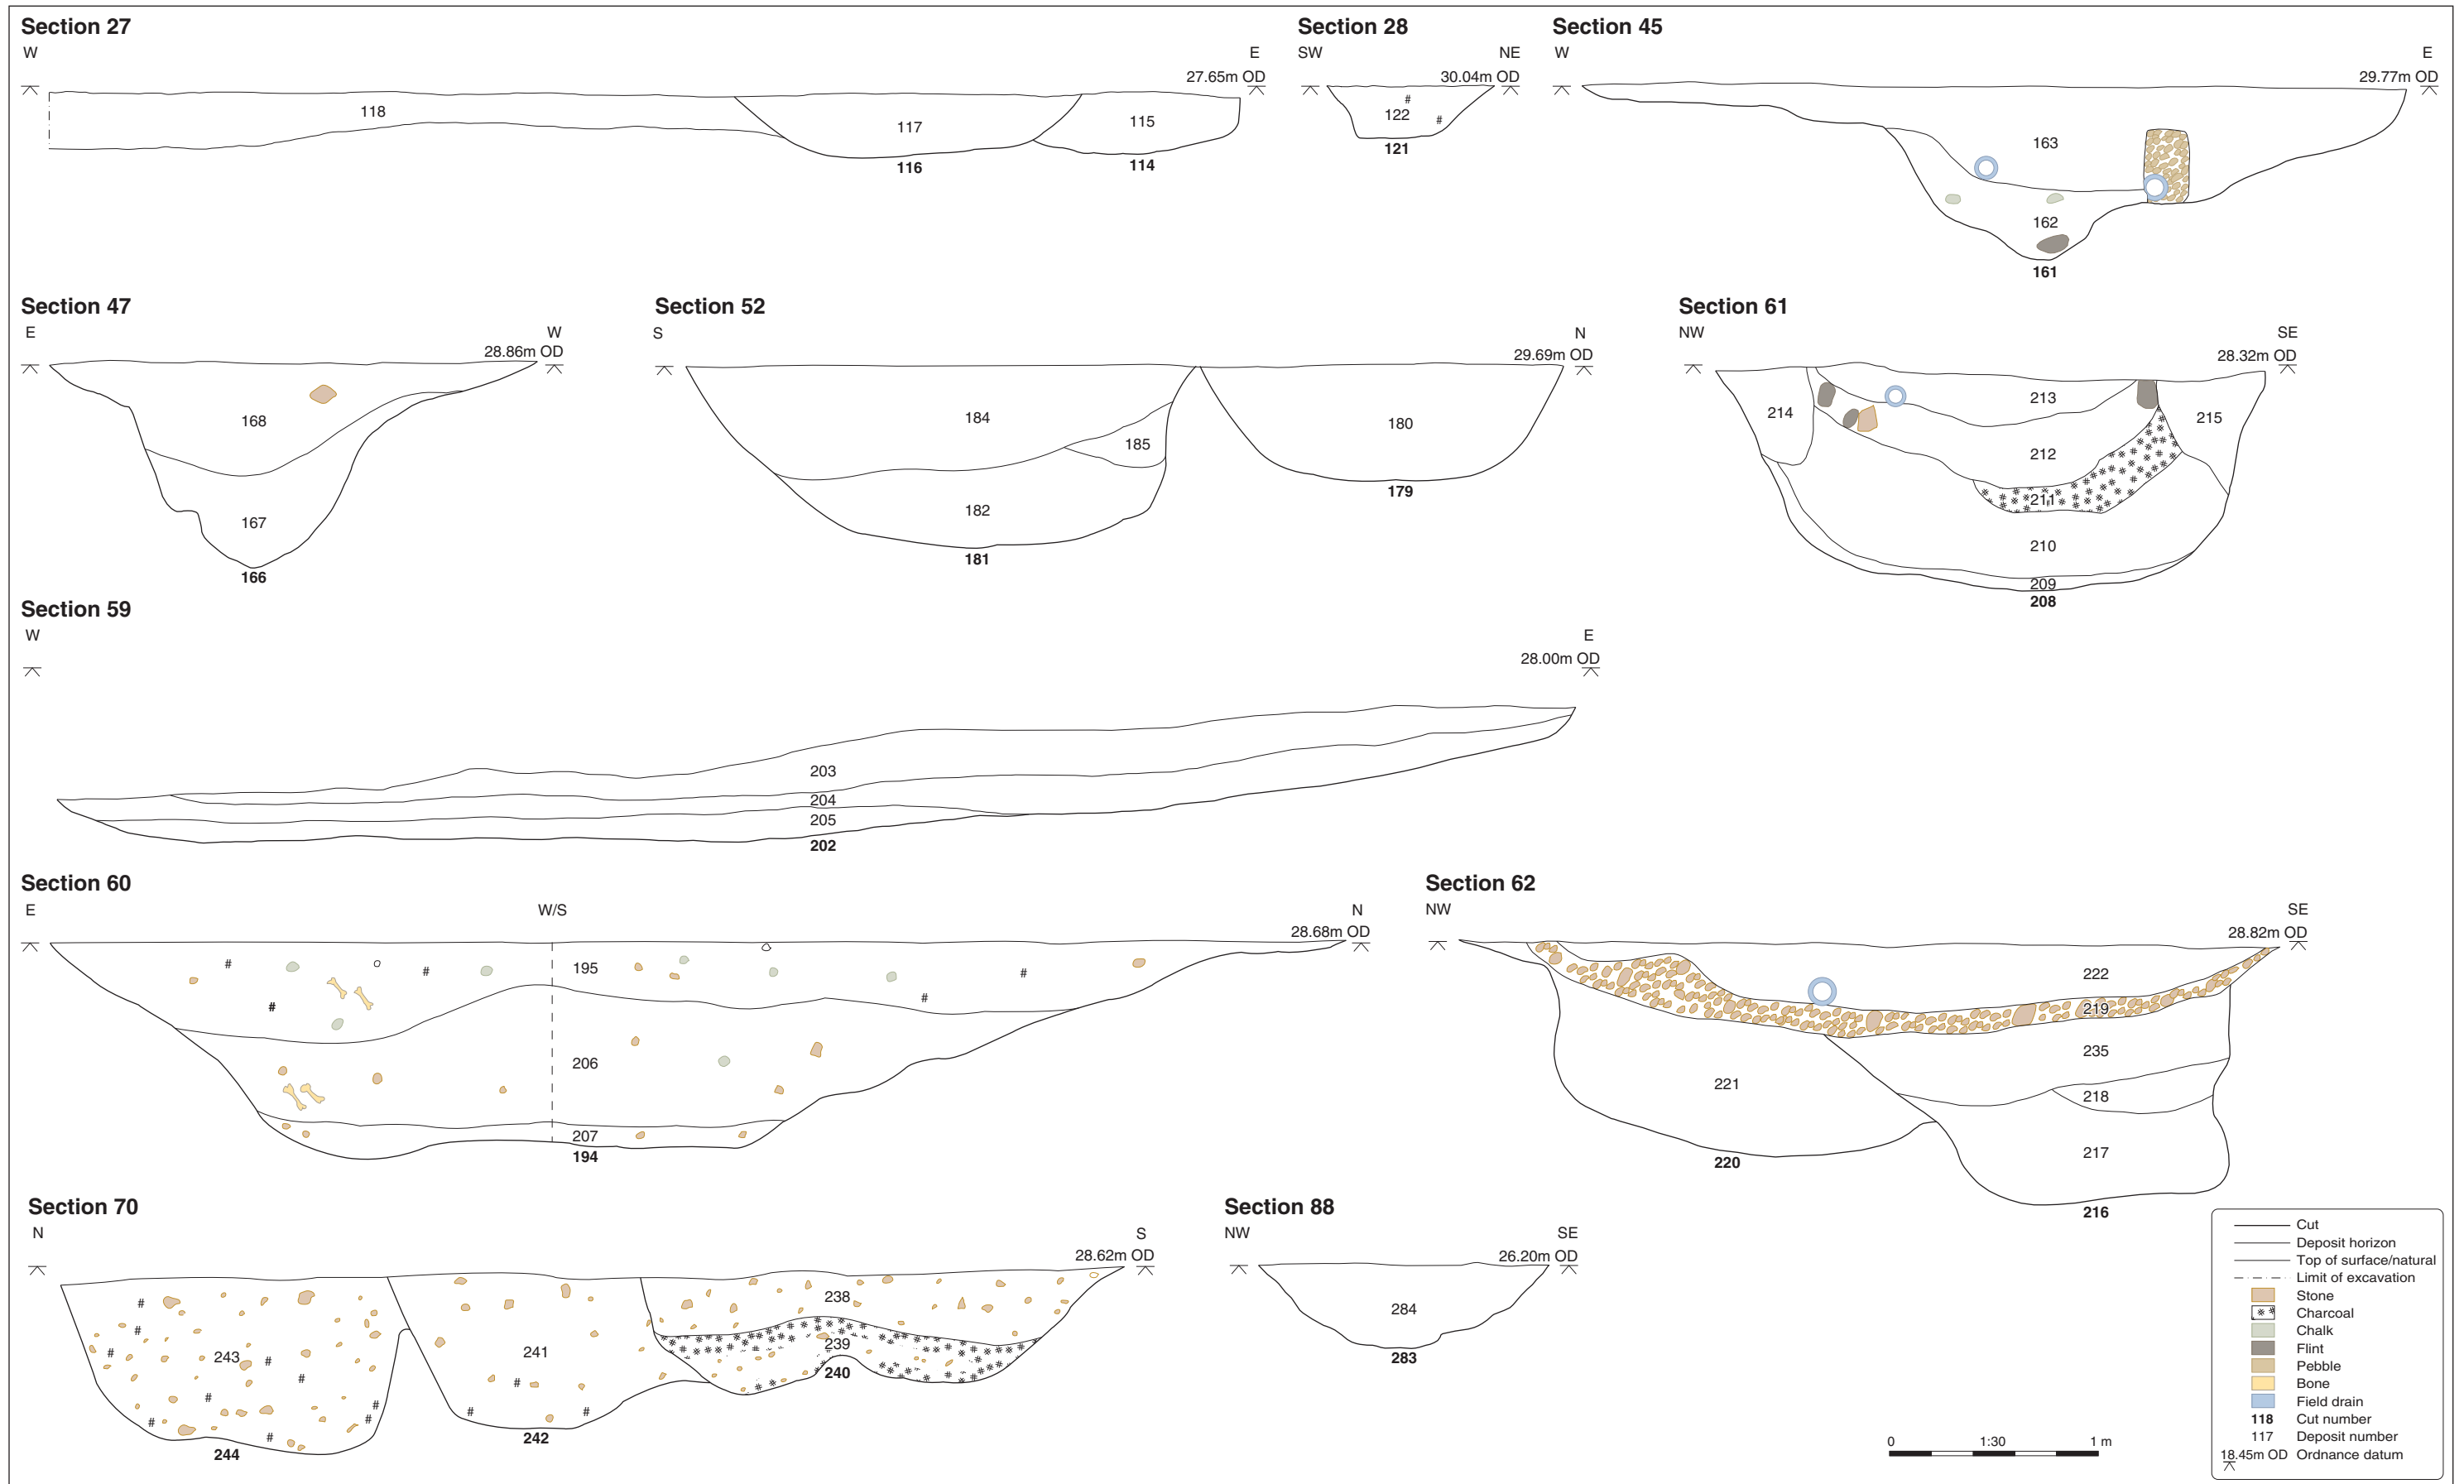 Section 27
W
E
27.65m OD
118
117
115
116
114
Section 28
SW
NE
30.04m OD
#
122
#
121
Section 45
W
E
29.77m OD
163
162
161
Section 47
E
W
28.86m OD
168
167
166
Section 52
S
N
29.69m OD
184
180
185
182
179
181
Section 61
NW
SE
28.32m OD
213
214
215
212
211
210
209
208
Section 59
W
E
28.00m OD
203
204
205
202
Section 60
E
W/S
N
28.68m OD
# # 195 #
# #
206
207
194
Section 62
NW
SE
28.82m OD
222
219
235
221
218
217
220
216
Section 70
N
S
28.62m OD
238
#
#
239
# 243 # 241
240
# #
# # # #
# #
#
242
244
Section 88
NW
SE
26.20m OD
284
283
0 1:30 1 m
Cut
Deposit horizon
Top of surface/natural
Limit of excavation
Stone
Charcoal
Chalk
Flint
Pebble
Bone
Field drain
118 Cut number
117 Deposit number
18.45m OD Ordnance datum